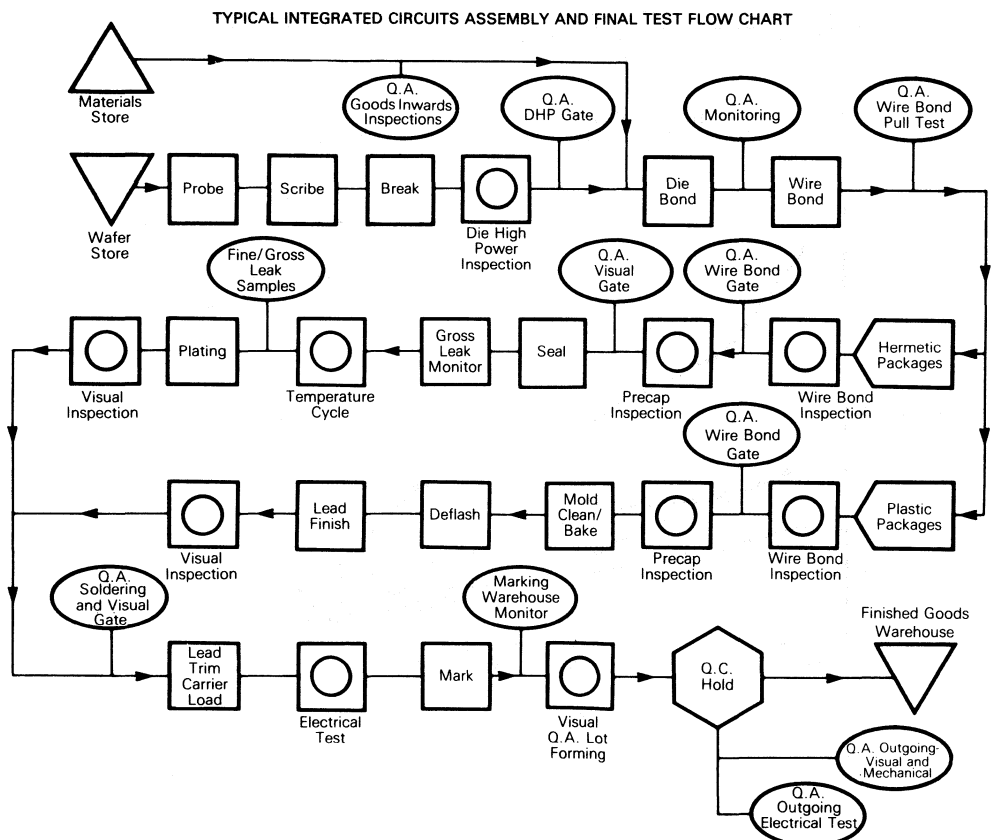 TYPICAL INTEGRATED CIRCUITS ASSEMBLY AND FINAL TEST FLOW CHART
Materials
Store
Q.A.
Goods Inwards
Inspections
Q.A.
DHP Gate
Q.A.
Monitoring
Q.A.
Wire Bond
Pull Test
Wafer
Store
Probe
Scribe
Break
Die High
Power
Inspection
Die
Bond
Wire
Bond
Fine/Gross
Leak
Samples
Q.A.
Visual
Gate
Q.A.
Wire Bond
Gate
Visual
Inspection
Plating
Temperature
Cycle
Gross
Leak
Monitor
Seal
Precap
Inspection
Wire Bond
Inspection
Hermetic
Packages
Q.A.
Wire Bond
Gate
Visual
Inspection
Lead
Finish
Deflash
Mold
Clean/
Bake
Precap
Inspection
Wire Bond
Inspection
Plastic
Packages
Q.A.
Soldering
and Visual
Gate
Marking
Warehouse
Monitor
Finished Goods
Warehouse
Lead
Trim
Carrier
Load
Electrical
Test
Mark
Visual
Q.A. Lot
Forming
Q.C.
Hold
Q.A. Outgoing-
Visual and
Mechanical
Q.A.
Outgoing
Electrical Test